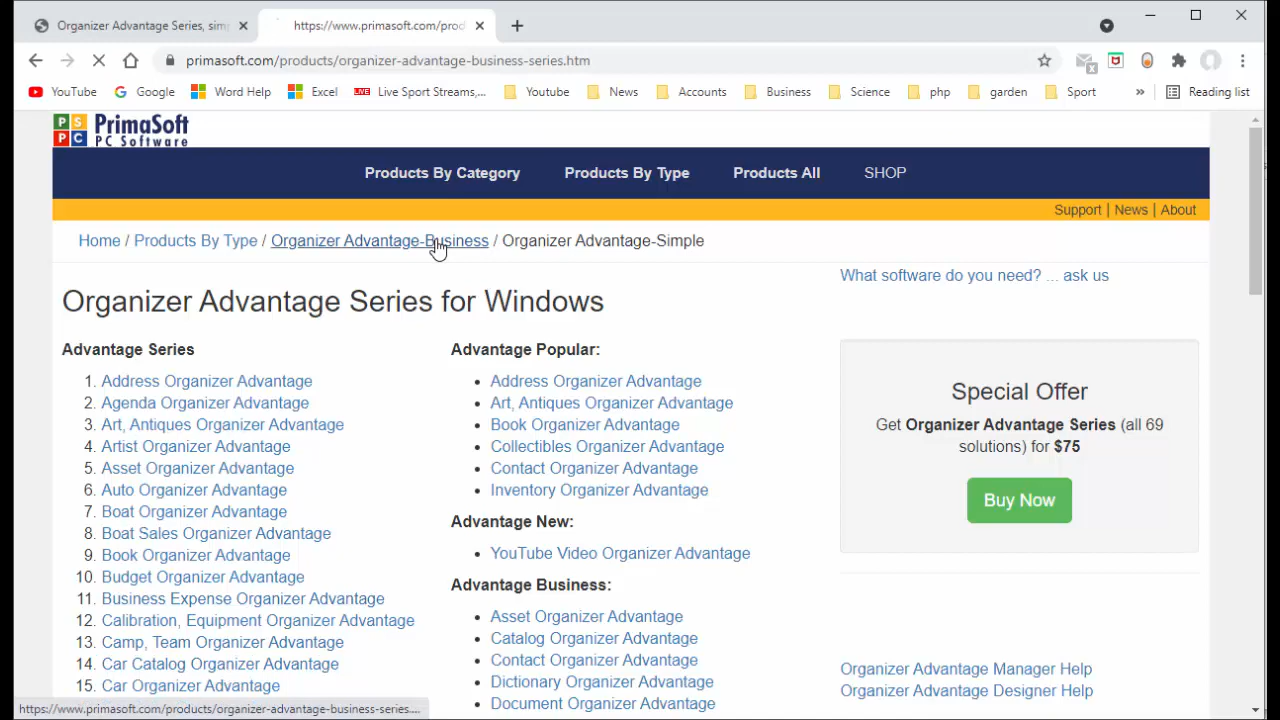 Organizer Advantage Series, sim
https://www.primasoft.com/prod
primasoft.com/products/organizer-advantage-business-series.htm
YouTube Google Word Help Excel LIVE Live Sport Streams,... Youtube News Accounts Business Science php garden Sport » Reading list
PS PC PrimaSoft PC Software
Products By Category Products By Type Products All SHOP
Support | News | About
Home / Products By Type / Organizer Advantage-Business / Organizer Advantage-Simple
What software do you need? ... ask us
Organizer Advantage Series for Windows
Advantage Series
1. Address Organizer Advantage
2. Agenda Organizer Advantage
3. Art, Antiques Organizer Advantage
4. Artist Organizer Advantage
5. Asset Organizer Advantage
6. Auto Organizer Advantage
7. Boat Organizer Advantage
8. Boat Sales Organizer Advantage
9. Book Organizer Advantage
10. Budget Organizer Advantage
11. Business Expense Organizer Advantage
12. Calibration, Equipment Organizer Advantage
13. Camp, Team Organizer Advantage
14. Car Catalog Organizer Advantage
15. Car Organizer Advantage
Advantage Popular:
• Address Organizer Advantage
• Art, Antiques Organizer Advantage
• Book Organizer Advantage
• Collectibles Organizer Advantage
• Contact Organizer Advantage
• Inventory Organizer Advantage
Advantage New:
• YouTube Video Organizer Advantage
Advantage Business:
• Asset Organizer Advantage
• Catalog Organizer Advantage
• Contact Organizer Advantage
• Dictionary Organizer Advantage
• Document Organizer Advantage
Special Offer
Get Organizer Advantage Series (all 69
solutions) for $75
Buy Now
Organizer Advantage Manager Help
Organizer Advantage Designer Help
https://www.primasoft.com/products/organizer-advantage-business-series....